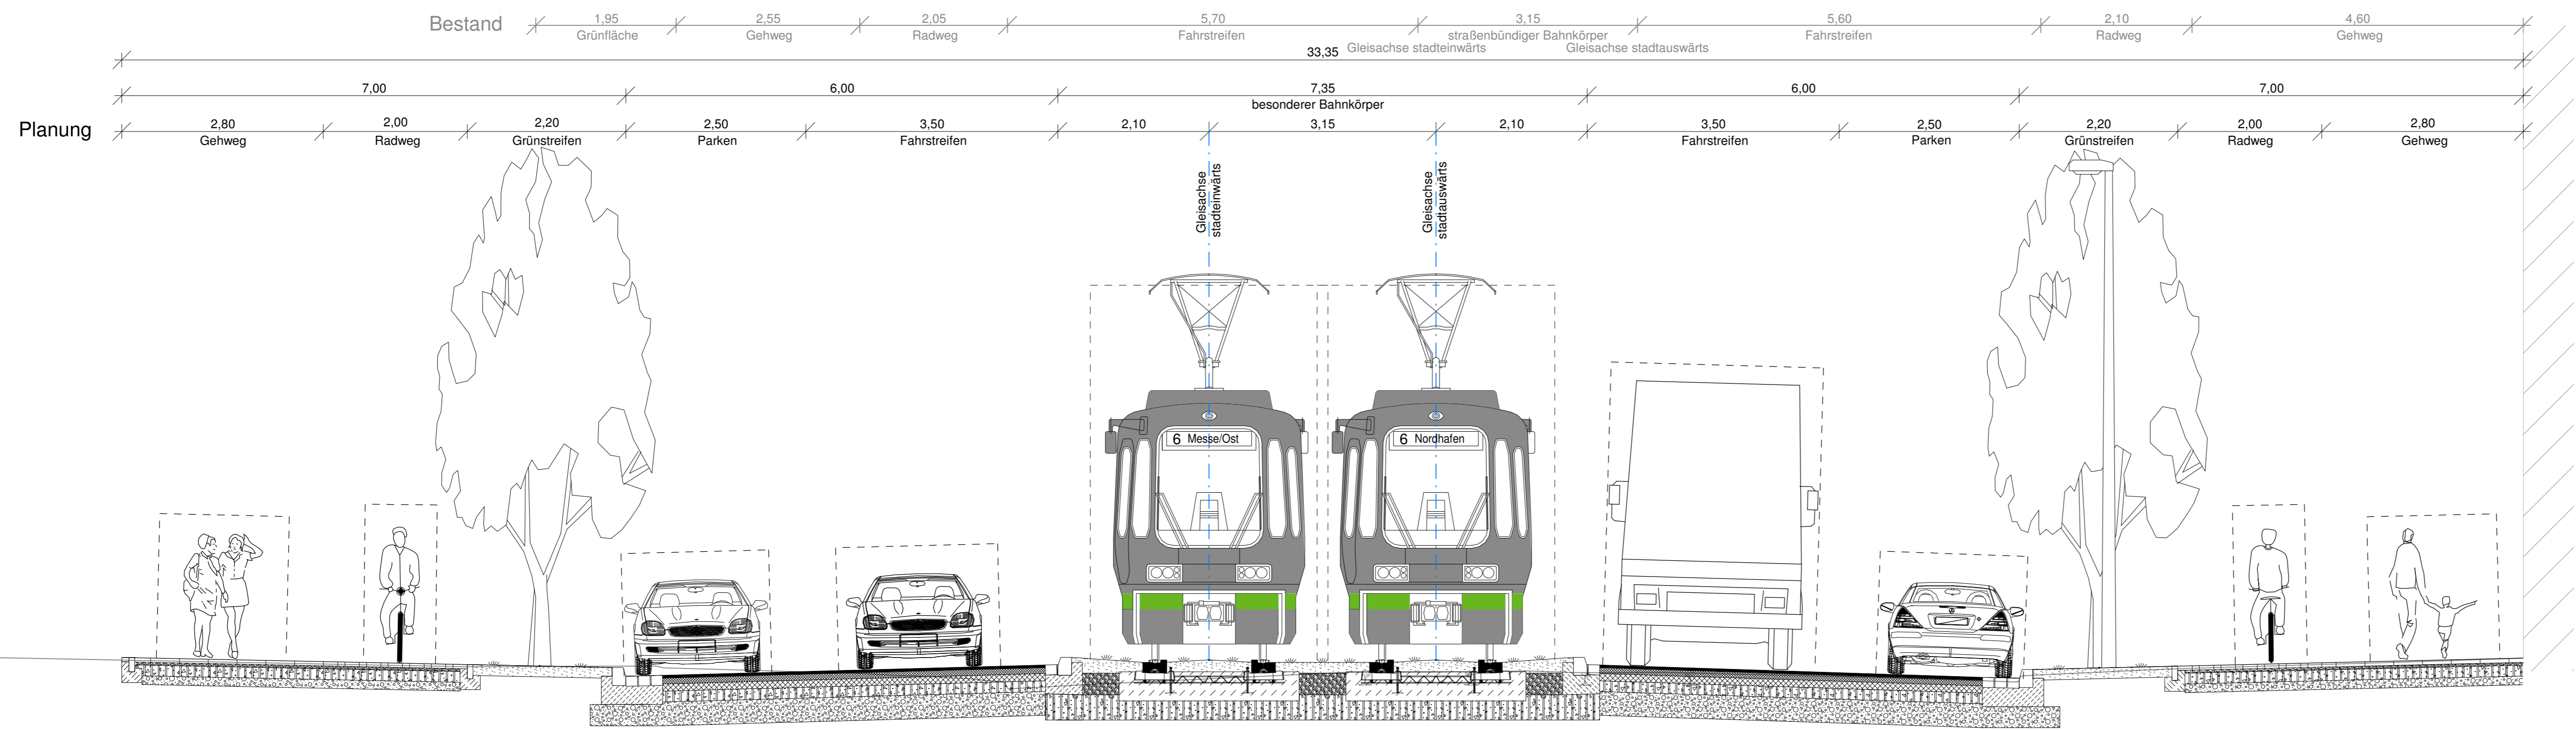 Bestand
1,95 2,55 2,05 5,70 3,15 5,60 2,10 4,60
Grünfläche Gehweg Radweg Fahrstreifen straßenbündiger Bahnkörper Fahrstreifen Radweg Gehweg
Gleisachse stadteinwärts Gleisachse stadtauswärts
33,35
7,00 6,00 7,35 6,00 7,00
besonderer Bahnkörper
Planung
2,80 2,00 2,20 2,50 3,50 2,10 3,15 2,10 3,50 2,50 2,20 2,00 2,80
Gehweg Radweg Grünstreifen Parken Fahrstreifen Fahrstreifen Parken Grünstreifen Radweg Gehweg
Gleisachse
stadteinwärts
Gleisachse
stadtauswärts
6 Messe/Ost
6 Nordhafen